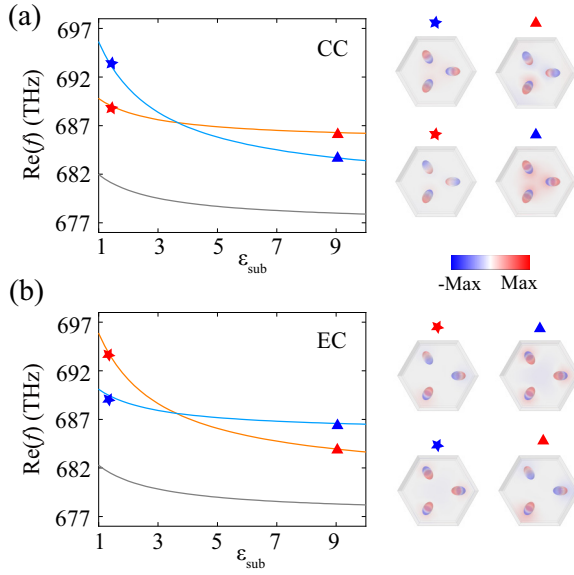 (a)
697
692
687
682
677
Re(f) (THz)
CC
1
3
5
7
9
ε_sub
-Max
Max
(b)
697
692
687
682
677
Re(f) (THz)
EC
1
3
5
7
9
ε_sub